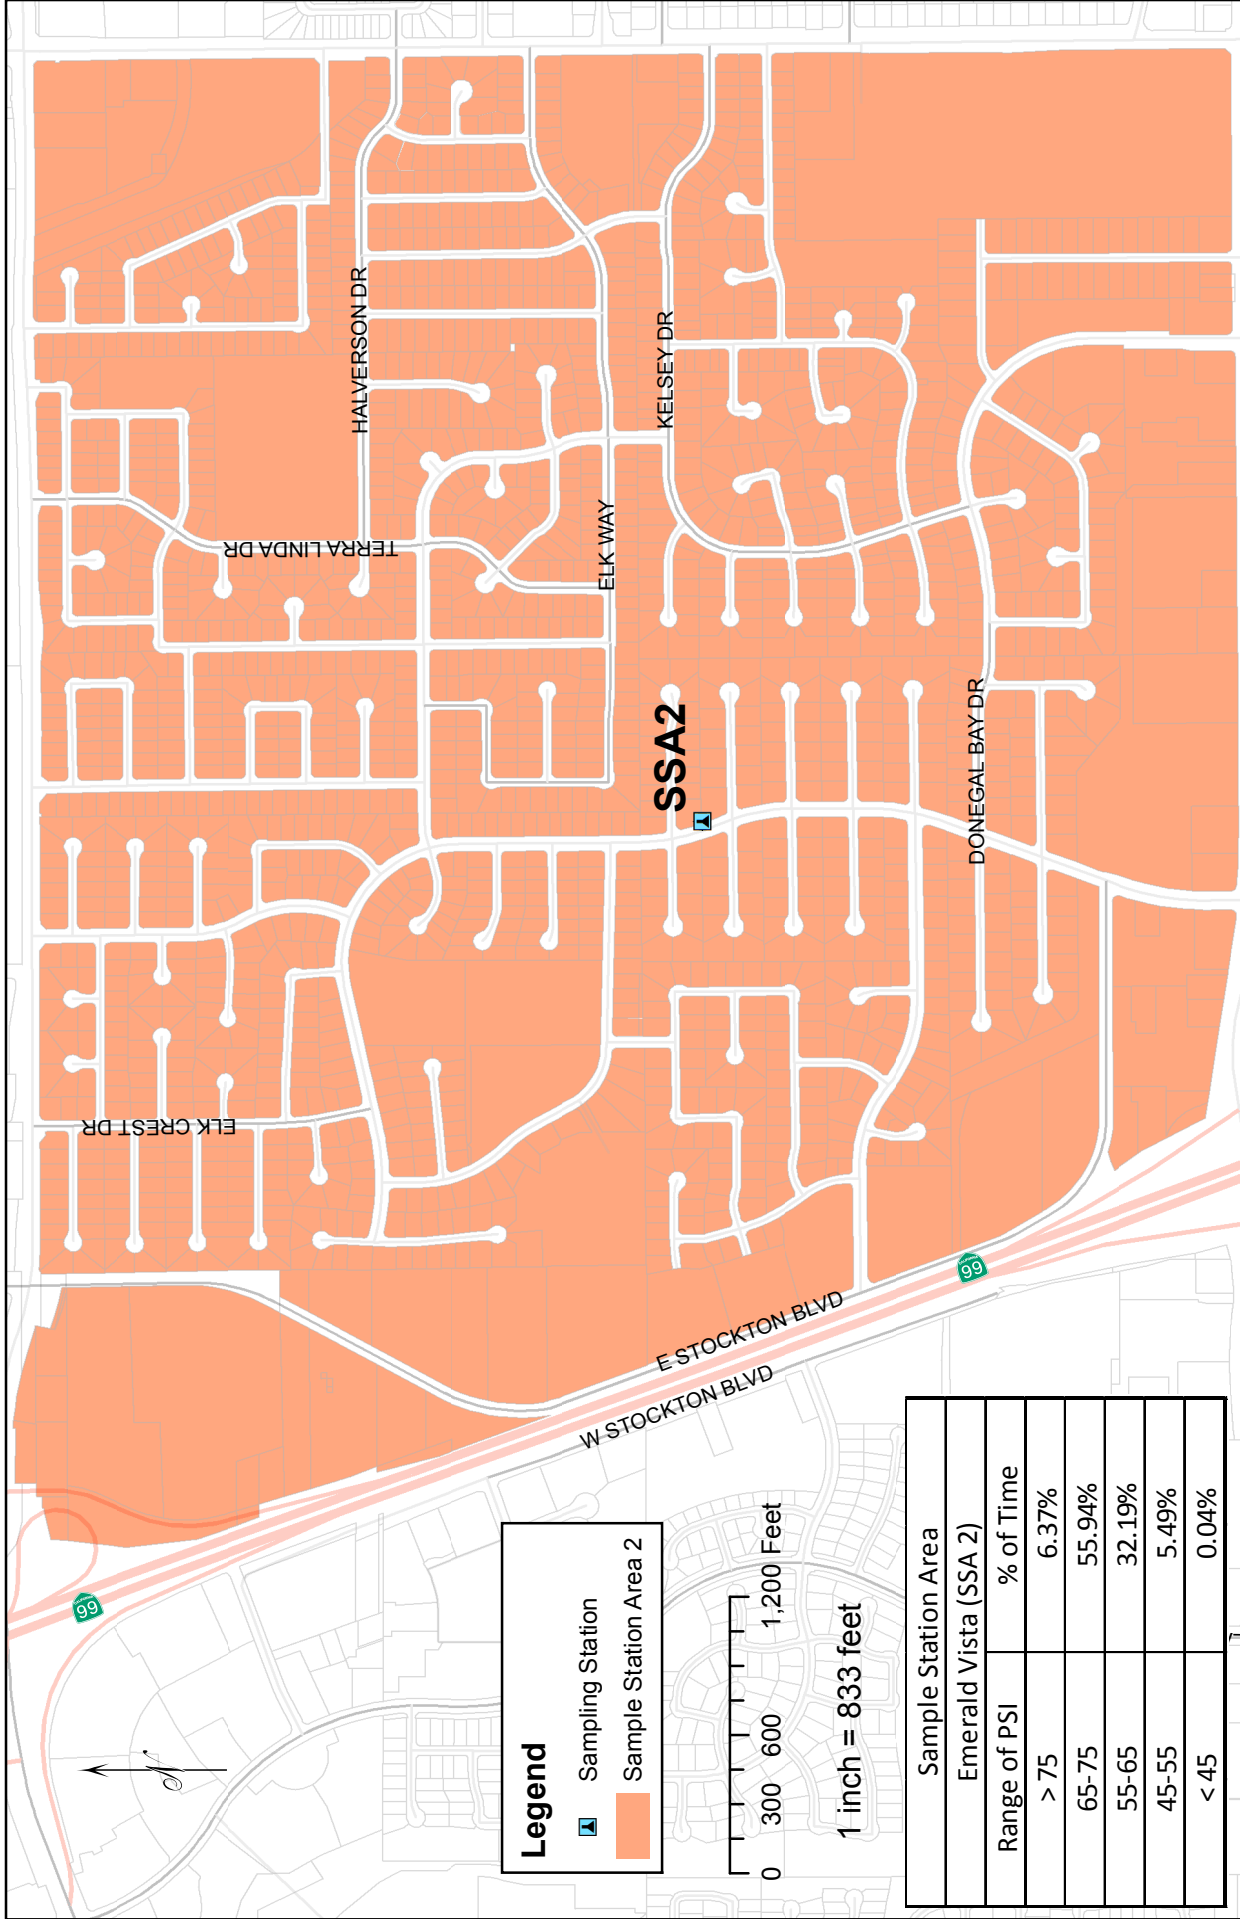 HALVERSON DR
KELSEY DR
TERRA LINDA DR
ELK WAY
SSA2
DONEGAL BAY DR
ELK CREST DR
E STOCKTON BLVD
W STOCKTON BLVD
99
99
N
Legend
Sampling Station
Sample Station Area 2
0 300 600 1,200 Feet
1 inch = 833 feet
Sample Station Area
Emerald Vista (SSA 2)
Range of PSI % of Time
> 75 6.37%
65-75 55.94%
55-65 32.19%
45-55 5.49%
< 45 0.04%